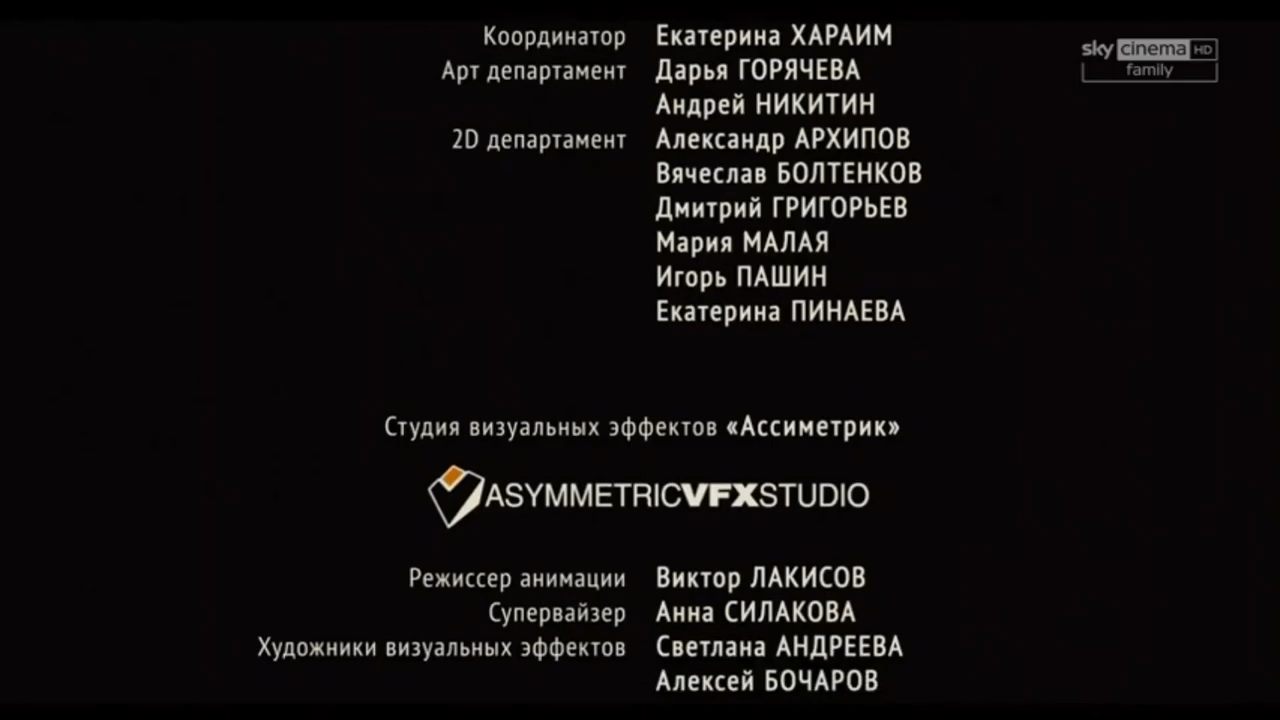 Координатор Екатерина ХАРАИМ
sky cinema HD
family
Арт департамент Дарья ГОРЯЧЕВА
Андрей НИКИТИН
2D департамент Александр АРХИПОВ
Вячеслав БОЛТЕНКОВ
Дмитрий ГРИГОРЬЕВ
Мария МАЛАЯ
Игорь ПАШИН
Екатерина ПИНАЕВА
Студия визуальных эффектов «Ассиметрик»
ASYMMETRICVFXSTUDIO
Режиссер анимации Виктор ЛАКИСОВ
Супервайзер Анна СИЛАКОВА
Художники визуальных эффектов Светлана АНДРЕЕВА
Алексей БОЧАРОВ